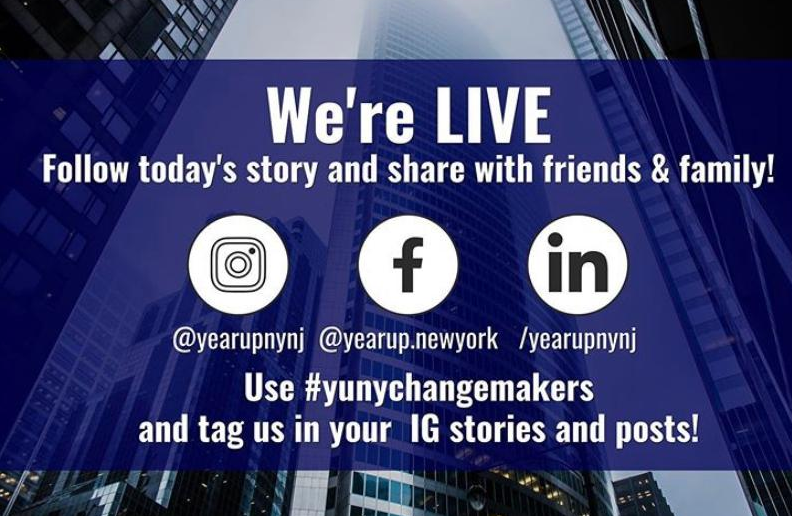 We're LIVE
Follow today's story and share with friends & family!
in
@yearupnynj @yearup.newyork /yearupnynj
Use #yunychangemakers
and tag us in your IG stories and posts!